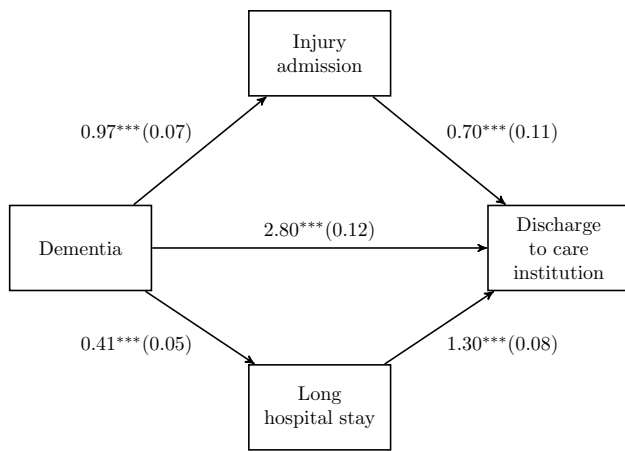 Injury
admission
0.97***(0.07)
0.70***(0.11)
Dementia
2.80***(0.12)
Discharge
to care
institution
0.41***(0.05)
1.30***(0.08)
Long
hospital stay